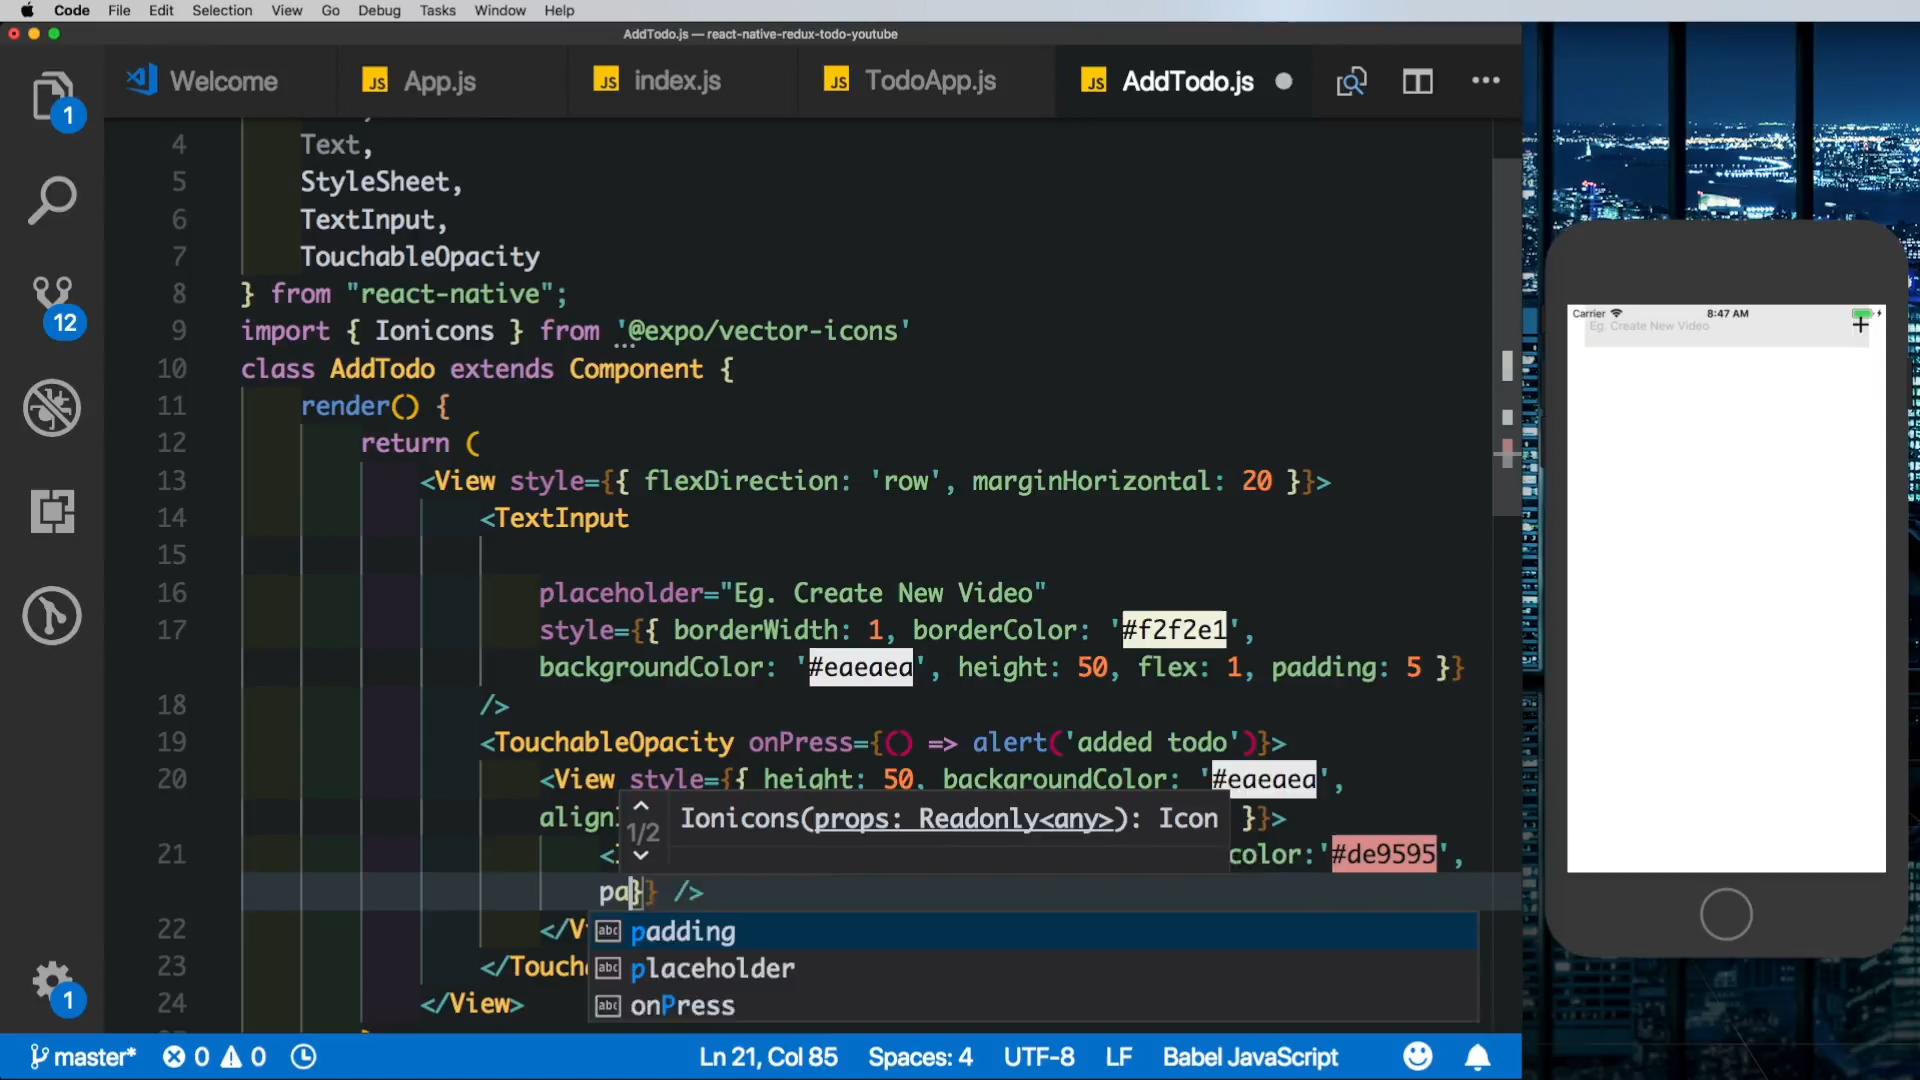 Code File Edit Selection View Go Debug Tasks Window Help
AddTodo.js — react-native-redux-todo-youtube
Welcome
JS App.js
JS index.js
JS TodoApp.js
JS AddTodo.js
1
12
1
4 Text,
5 StyleSheet,
6 TextInput,
7 TouchableOpacity
8 } from "react-native";
9 import { Ionicons } from '@expo/vector-icons'
10 class AddTodo extends Component {
11 render() {
12 return (
13 <View style={{ flexDirection: 'row', marginHorizontal: 20 }}>
14 <TextInput
15
16 placeholder="Eg. Create New Video"
17 style={{ borderWidth: 1, borderColor: '#f2f2e1',
backgroundColor: '#eaeaea', height: 50, flex: 1, padding: 5 }}
18 />
19 <TouchableOpacity onPress={() => alert('added todo')}>
20 <View style={{ height: 50, backgroundColor: '#eaeaea',
align }}>
1/2 Ionicons(props: Readonly<any>): Icon
21 < color:'#de9595',
pa}} />
padding
placeholder
onPress
22 </V
23 </Touch
24 </View>
master* 0 0
Ln 21, Col 85 Spaces: 4 UTF-8 LF Babel JavaScript
Carrier 8:47 AM
Eg. Create New Video
+